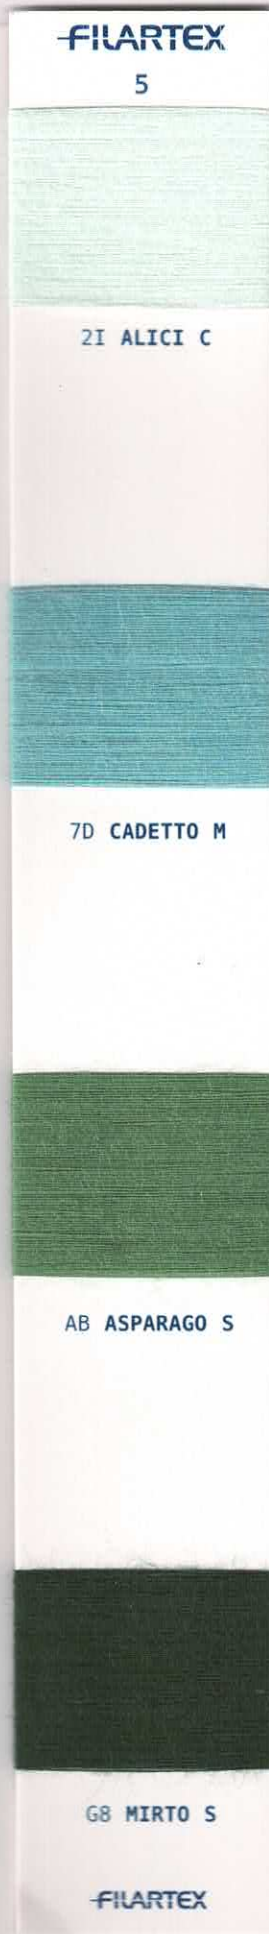 FILARTEX
5
2I ALICI C
7D CADETTO M
AB ASPARAGO S
G8 MIRTO S
FILARTEX